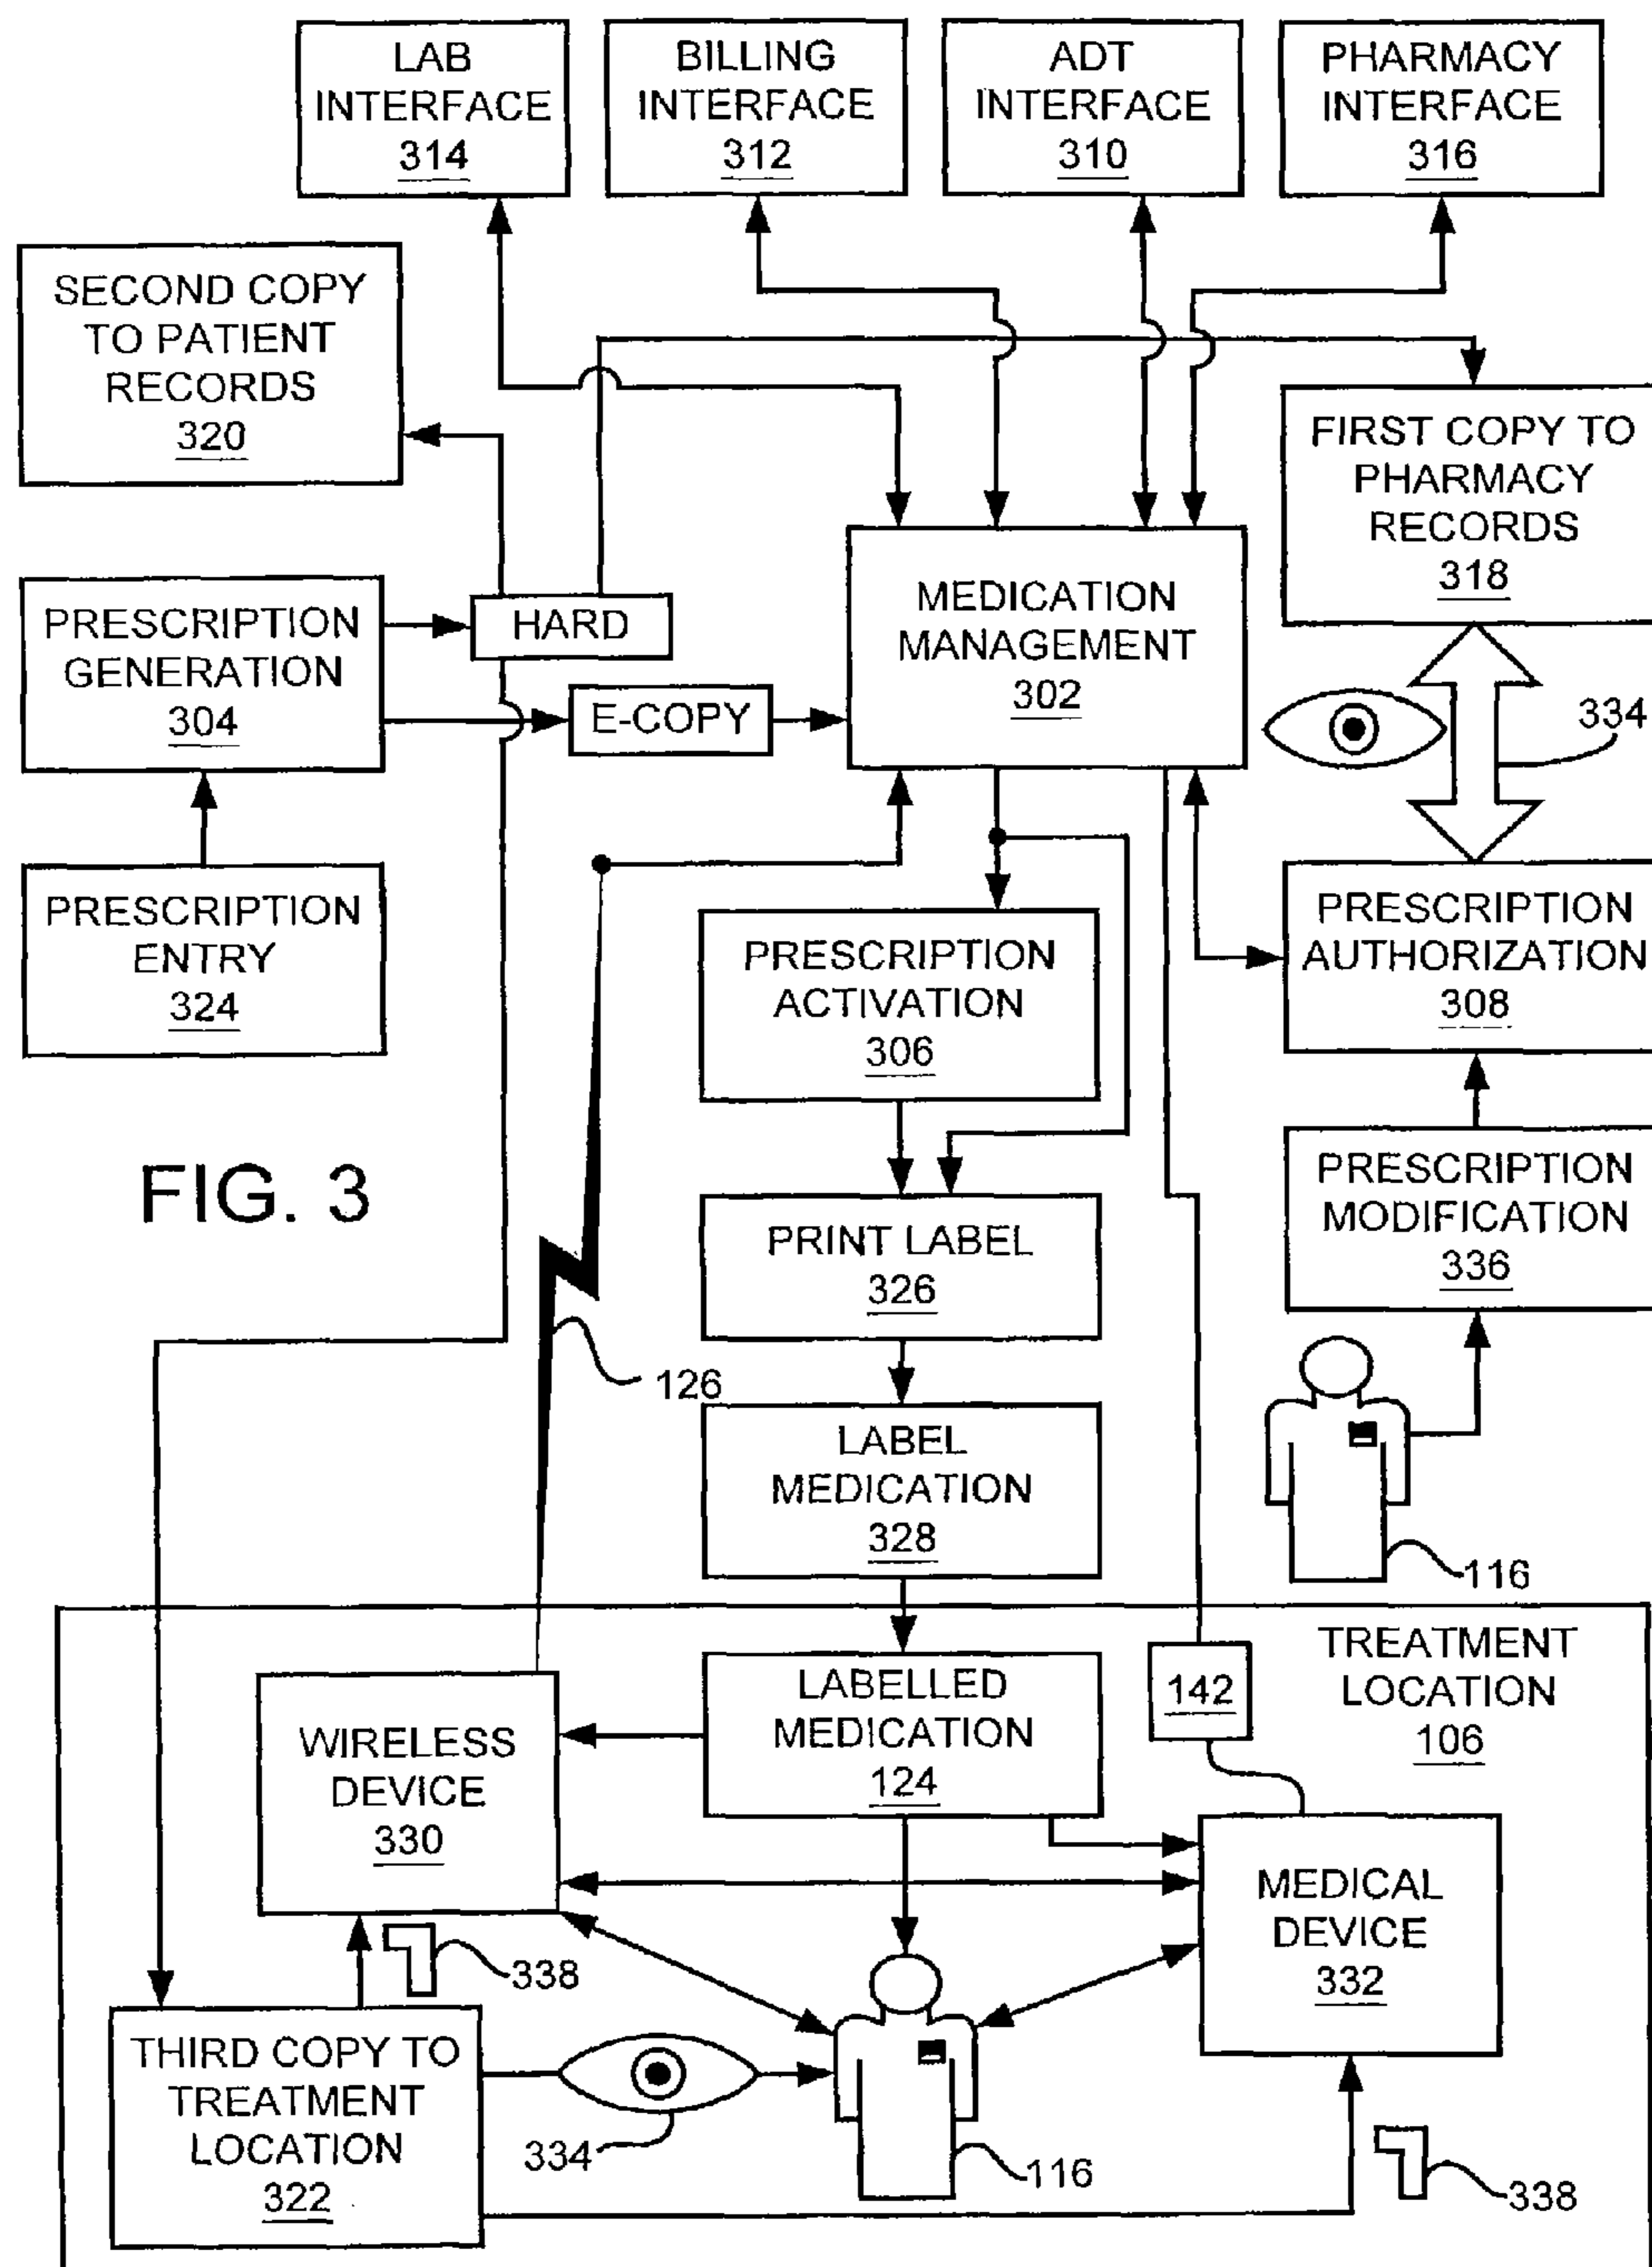 LAB
INTERFACE
314
BILLING
INTERFACE
312
ADT
INTERFACE
310
PHARMACY
INTERFACE
316
SECOND COPY
TO PATIENT
RECORDS
320
FIRST COPY TO
PHARMACY
RECORDS
318
PRESCRIPTION
GENERATION
304
HARD
E-COPY
MEDICATION
MANAGEMENT
302
334
PRESCRIPTION
ENTRY
324
PRESCRIPTION
ACTIVATION
306
PRESCRIPTION
AUTHORIZATION
308
FIG. 3
PRINT LABEL
326
PRESCRIPTION
MODIFICATION
336
126
LABEL
MEDICATION
328
116
TREATMENT
LOCATION
106
WIRELESS
DEVICE
330
LABELLED
MEDICATION
124
142
MEDICAL
DEVICE
332
338
THIRD COPY TO
TREATMENT
LOCATION
322
334
116
338